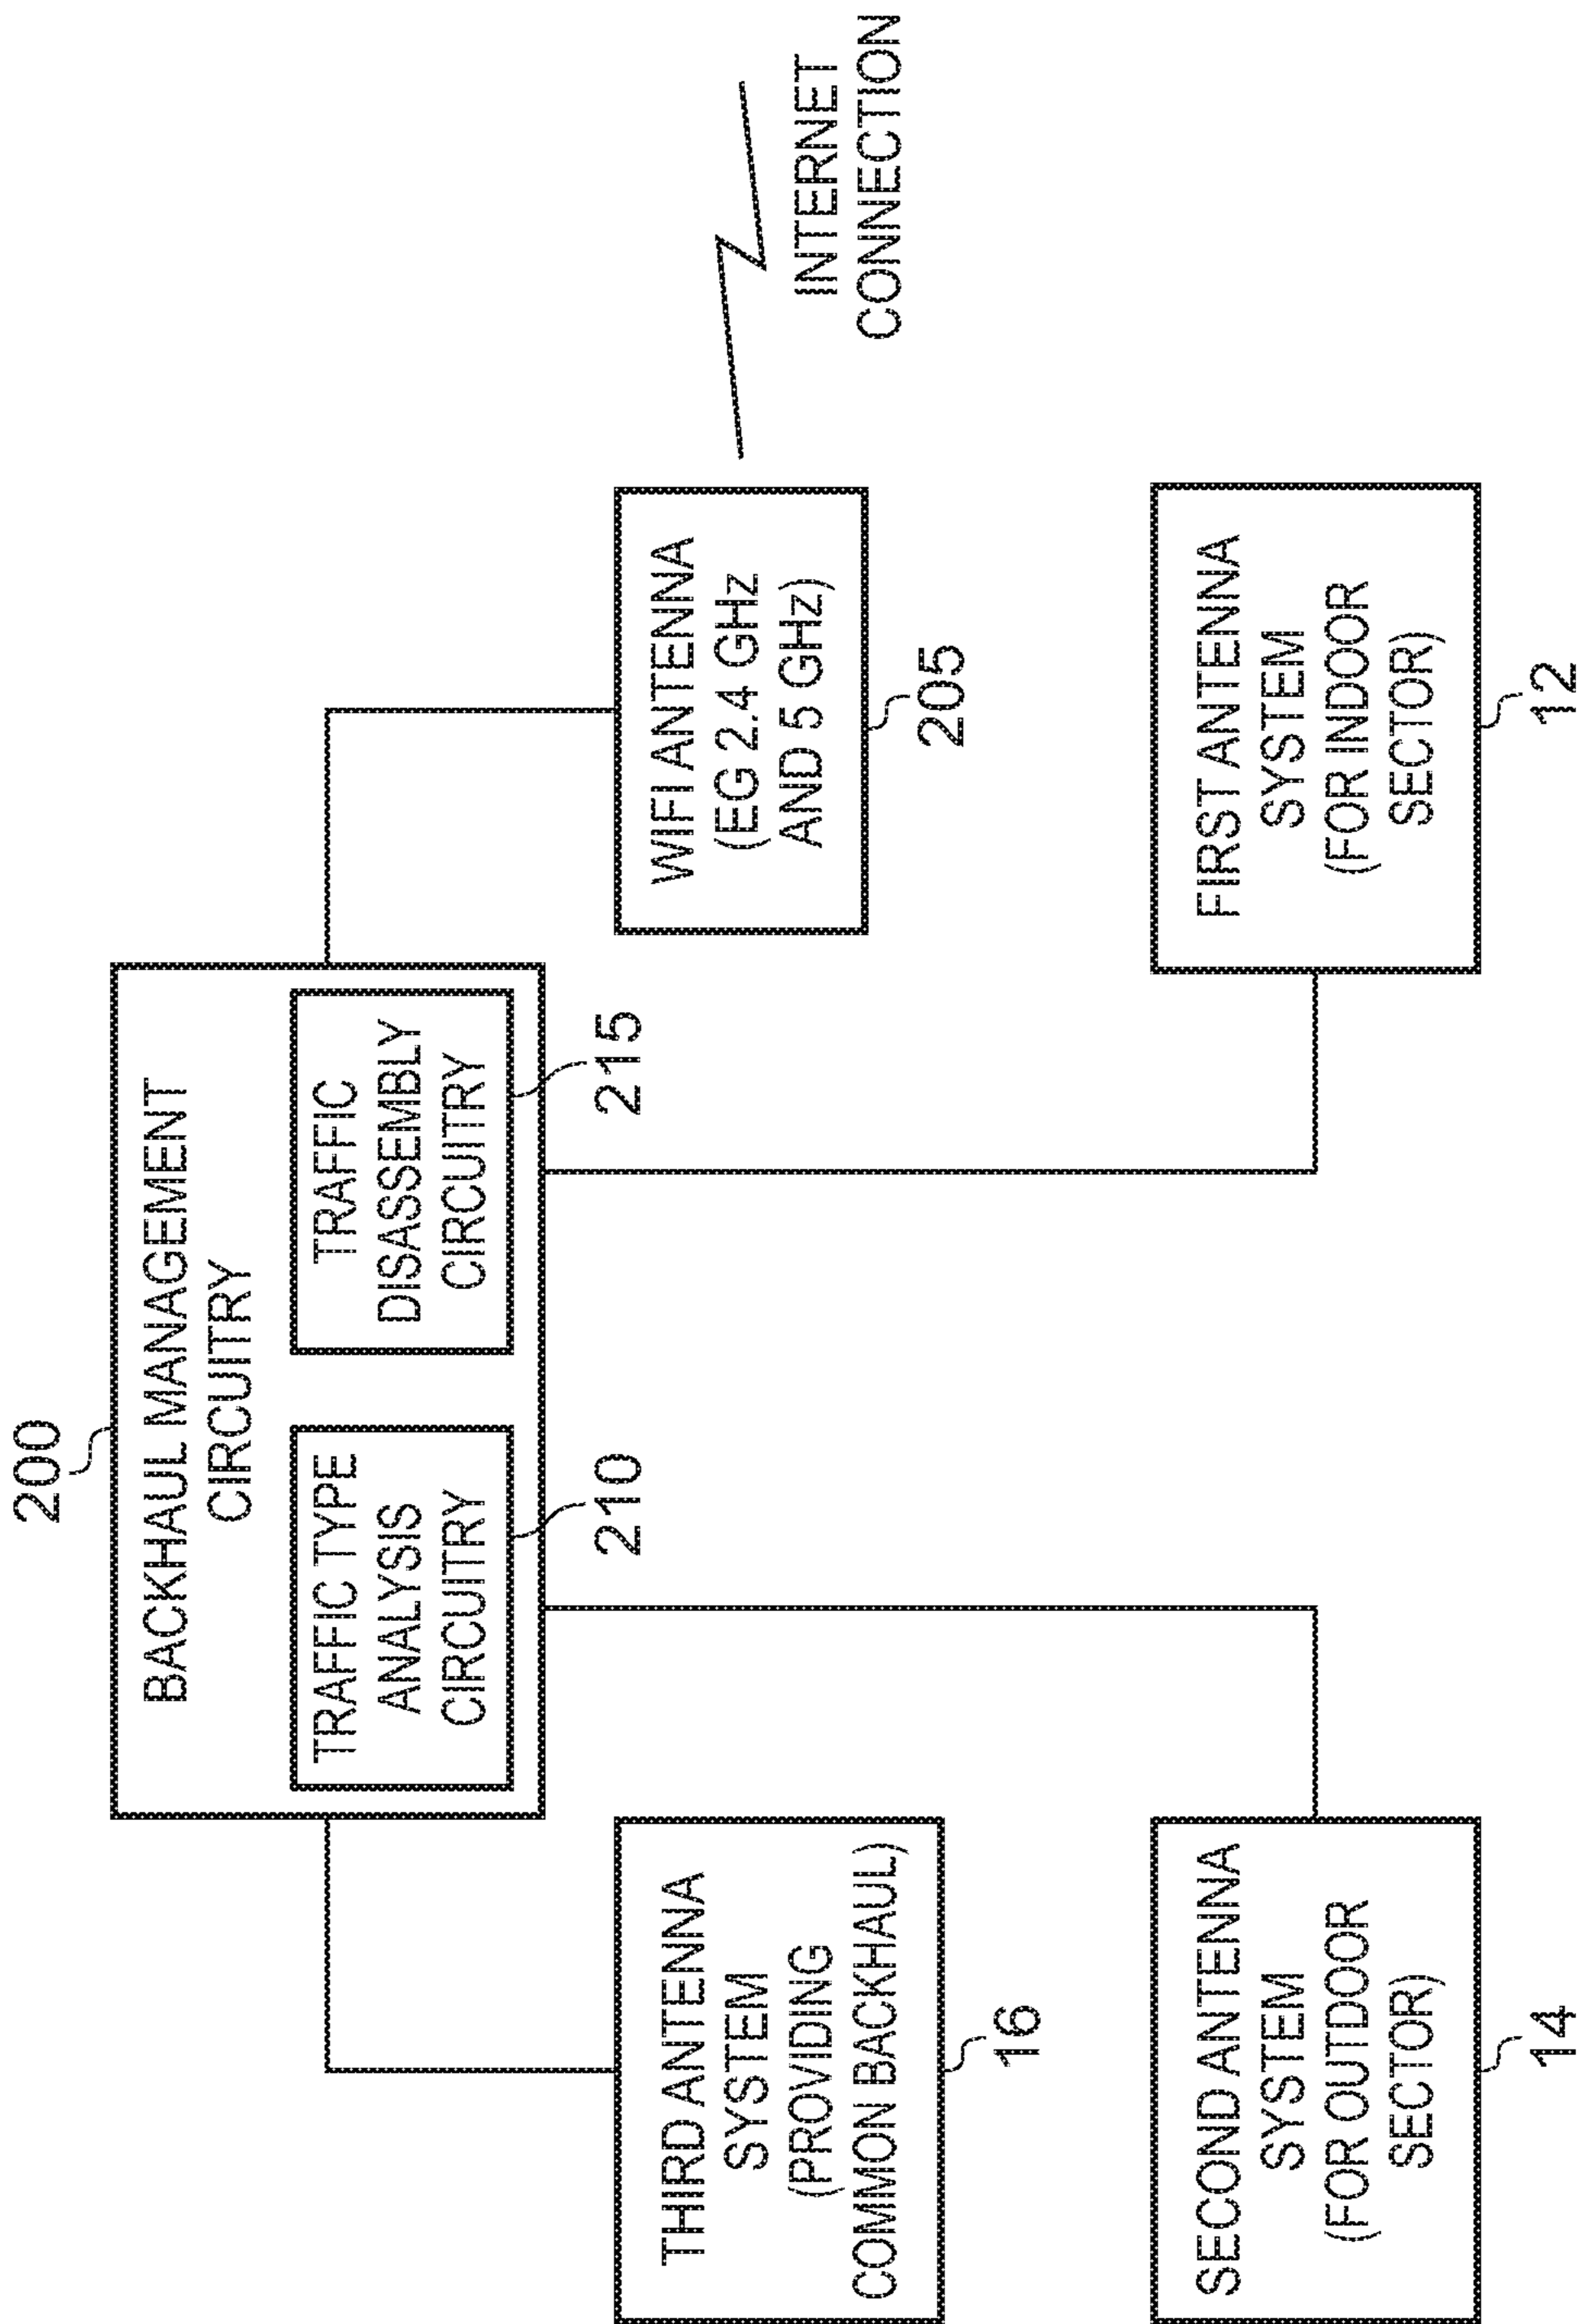 200
BACKHAUL MANAGEMENT
CIRCUITRY
TRAFFIC TYPE
ANALYSIS
CIRCUITRY
210
TRAFFIC
DISASSEMBLY
CIRCUITRY
215
THIRD ANTENNA
SYSTEM
(PROVIDING
COMMON BACKHAUL)
16
WIFI ANTENNA
(EG 2.4 GHz
AND 5 GHz)
205
INTERNET
CONNECTION
SECOND ANTENNA
SYSTEM
(FOR OUTDOOR
SECTOR)
14
FIRST ANTENNA
SYSTEM
(FOR INDOOR
SECTOR)
12